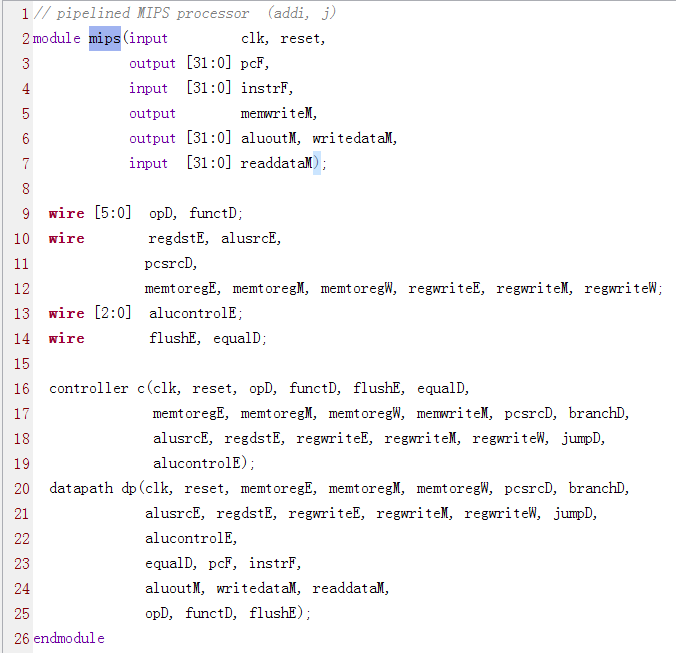 1 // pipelined MIPS processor  (addi, j)
2 module mips(input         clk, reset,
3             output [31:0] pcF,
4             input  [31:0] instrF,
5             output        memwriteM,
6             output [31:0] aluoutM, writedataM,
7             input  [31:0] readdataM);
8
9   wire [5:0]  opD, functD;
10   wire        regdstE, alusrcE,
11               pcsrcD,
12               memtoregE, memtoregM, memtoregW, regwriteE, regwriteM, regwriteW;
13   wire [2:0]  alucontrolE;
14   wire        flushE, equalD;
15
16   controller c(clk, reset, opD, functD, flushE, equalD,
17                memtoregE, memtoregM, memtoregW, memwriteM, pcsrcD, branchD,
18                alusrcE, regdstE, regwriteE, regwriteM, regwriteW, jumpD,
19                alucontrolE);
20   datapath dp(clk, reset, memtoregE, memtoregM, memtoregW, pcsrcD, branchD,
21               alusrcE, regdstE, regwriteE, regwriteM, regwriteW, jumpD,
22               alucontrolE,
23               equalD, pcF, instrF,
24               aluoutM, writedataM, readdataM,
25               opD, functD, flushE);
26 endmodule